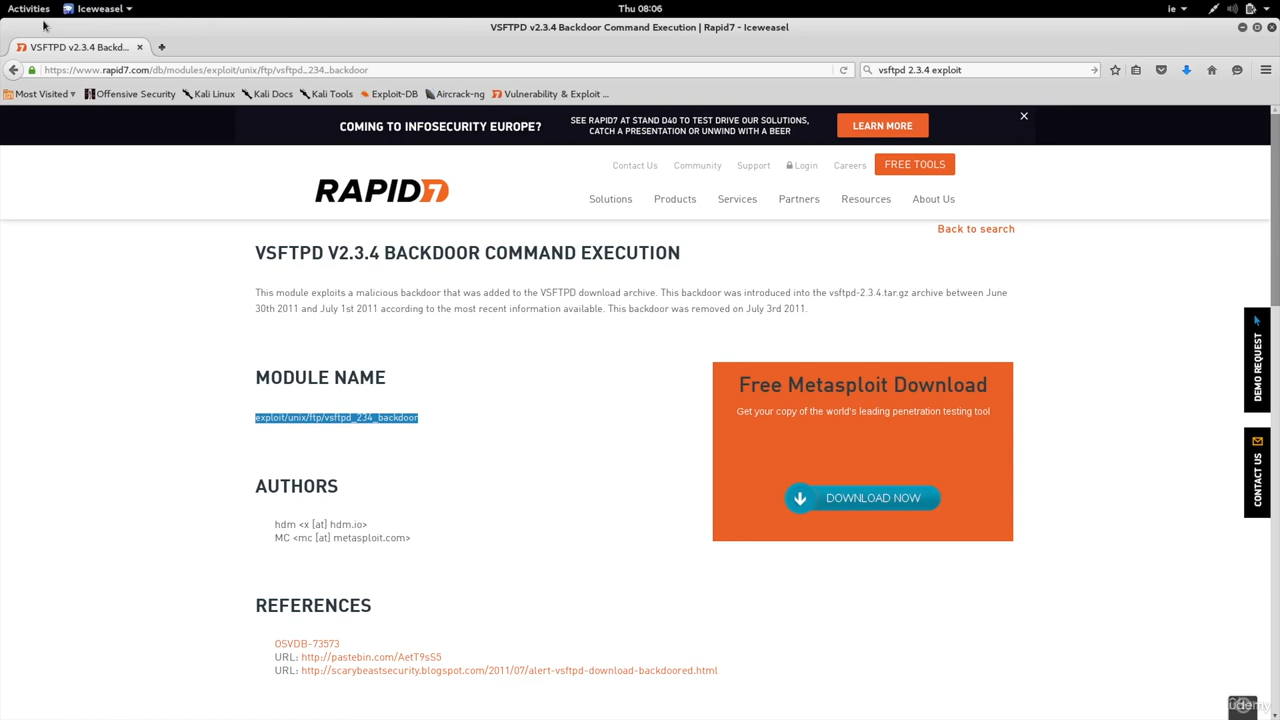 Activities Iceweasel Thu 08:06 ie
VSFTPD v2.3.4 Backdoor Command Execution | Rapid7 - Iceweasel
VSFTPD v2.3.4 Backd...
https://www.rapid7.com/db/modules/exploit/unix/ftp/vsftpd_234_backdoor vsftpd 2.3.4 exploit
Most Visited Offensive Security Kali Linux Kali Docs Kali Tools Exploit-DB Aircrack-ng Vulnerability & Exploit ...
COMING TO INFOSECURITY EUROPE?
SEE RAPID7 AT STAND D40 TO TEST DRIVE OUR SOLUTIONS,
CATCH A PRESENTATION OR UNWIND WITH A BEER
LEARN MORE
Contact Us Community Support Login Careers FREE TOOLS
RAPID7
Solutions Products Services Partners Resources About Us
Back to search
VSFTPD V2.3.4 BACKDOOR COMMAND EXECUTION
This module exploits a malicious backdoor that was added to the VSFTPD download archive. This backdoor was introduced into the vsftpd-2.3.4.tar.gz archive between June
30th 2011 and July 1st 2011 according to the most recent information available. This backdoor was removed on July 3rd 2011.
MODULE NAME
exploit/unix/ftp/vsftpd_234_backdoor
Free Metasploit Download
Get your copy of the world's leading penetration testing tool
DOWNLOAD NOW
DEMO REQUEST
CONTACT US
AUTHORS
hdm <x [at] hdm.io>
MC <mc [at] metasploit.com>
REFERENCES
OSVDB-73573
URL: http://pastebin.com/AetT9sS5
URL: http://scarybeastsecurity.blogspot.com/2011/07/alert-vsftpd-download-backdoored.html